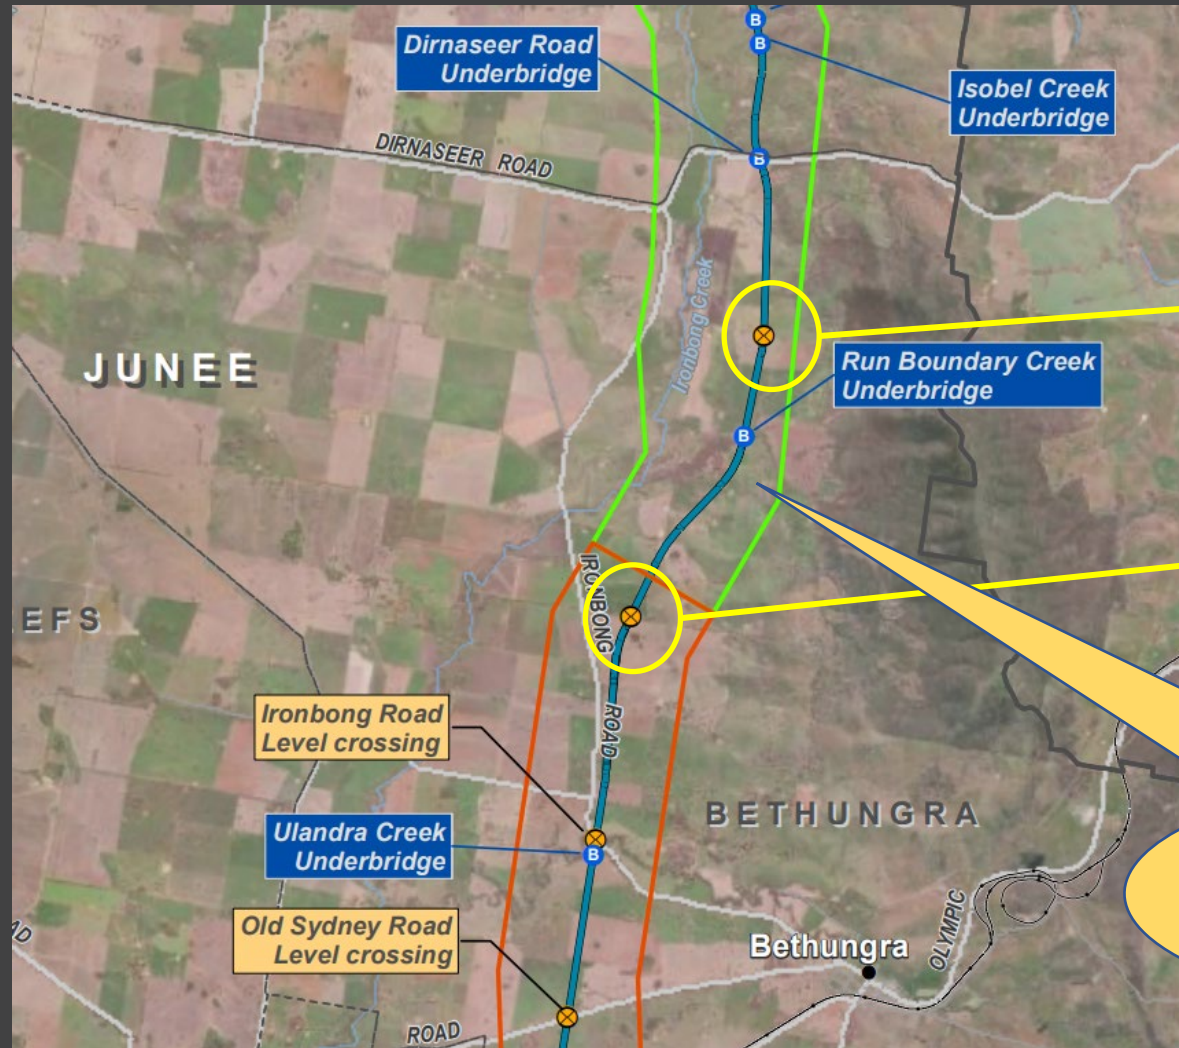 Dirnaseer Road
Underbridge
Isobel Creek
Underbridge
DIRNASEER ROAD
B
B
B
Ironbong Creek
JUNEE
Run Boundary Creek
Underbridge
B
IRONBONG
ROAD
EFS
Ironbong Road
Level crossing
BETHUNGRA
Ulandra Creek
Underbridge
B
Old Sydney Road
Level crossing
Bethungra
OLYMPIC
AD
ROAD